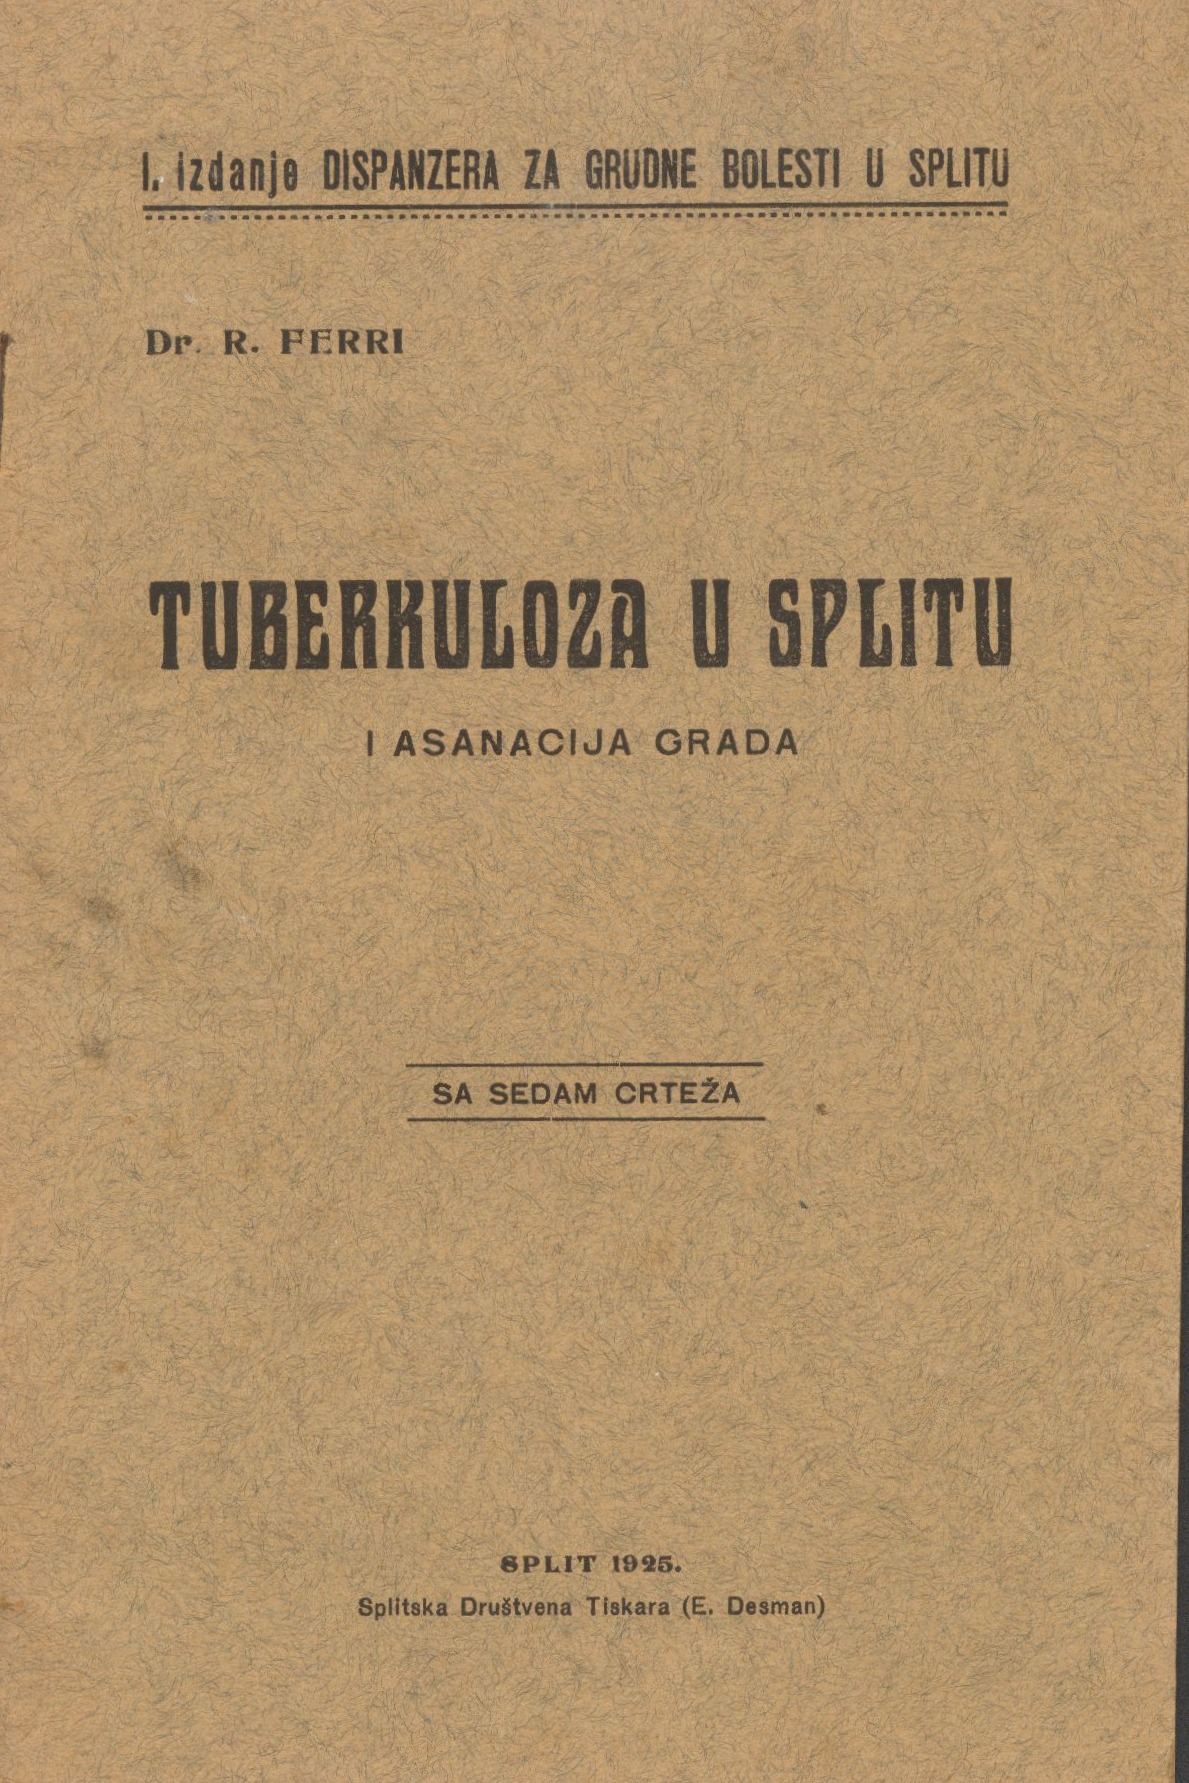 I. izdanje DISPANZERA ZA GRUDNE BOLESTI U SPLITU
Dr. R. FERRI
TUBERKULOZA U SPLITU
I ASANACIJA GRADA
SA SEDAM CRTEŽA
SPLIT 1925.
Splitska Društvena Tiskara (E. Desman)